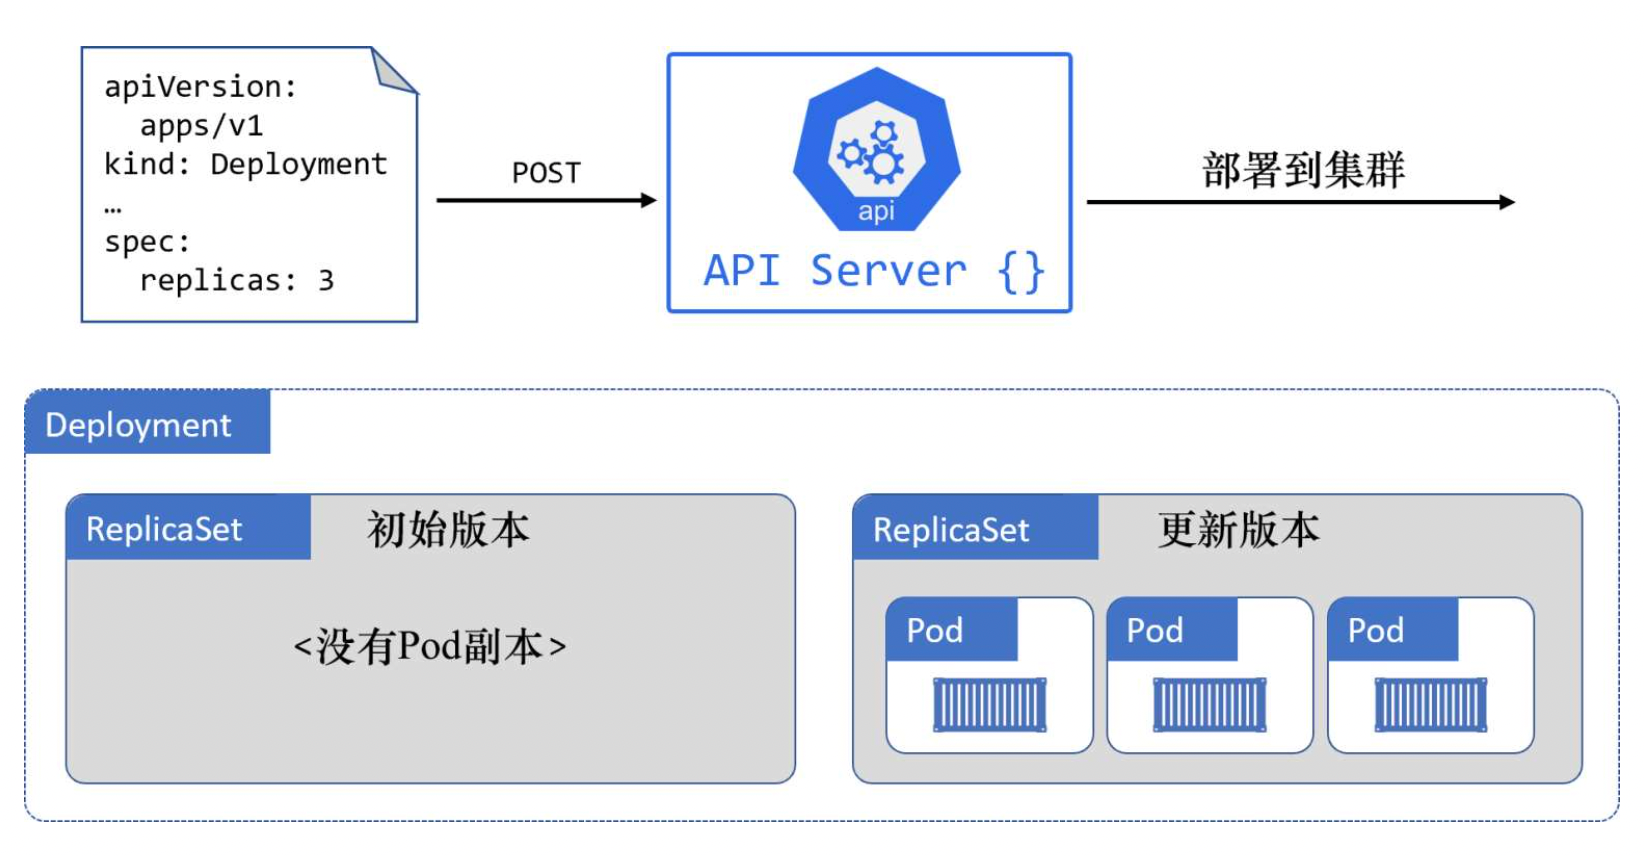 apiVersion:
apps/v1
kind: Deployment
…
spec:
replicas: 3
POST
api
API Server {}
部署到集群
Deployment
ReplicaSet
初始版本
<没有Pod副本>
ReplicaSet
更新版本
Pod
Pod
Pod